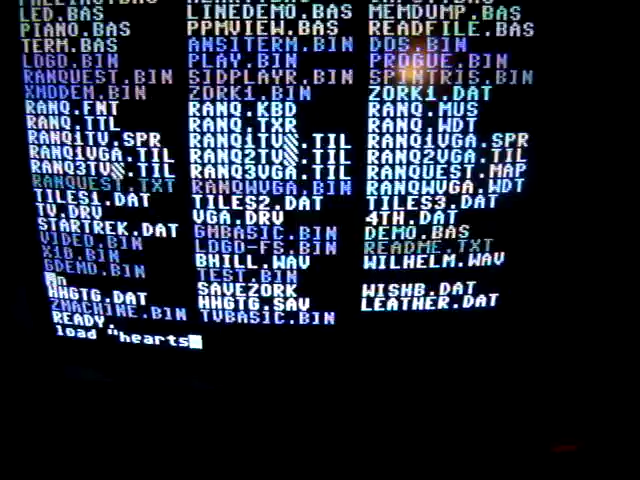 LED.BAS LINEDEMO.BAS MEMDUMP.BAS
PIANO.BAS PPMVIEW.BAS READFILE.BAS
TERM.BAS ANSITERM.BIN DOS.BIN
LOGO.BIN PLAY.BIN PROGUE.BIN
RANQUEST.BIN SIDPLAYR.BIN SPINTRIS.BIN
XMODEM.BIN ZORK1.BIN ZORK1.DAT
RANQ.FNT RANQ.KBD RANQ.MUS
RANQ.TTL RANQ.TXR RANQ.WDT
RANQ1TV.SPR RANQ1TV.TIL RANQ1VGA.SPR
RANQ1VGA.TIL RANQ2TV.TIL RANQ2VGA.TIL
RANQ3TV.TIL RANQ3VGA.TIL RANQUEST.MAP
RANQUEST.TXT RANQWVGA.BIN RANQWVGA.WDT
TILES1.DAT TILES2.DAT TILES3.DAT
TV.DRV VGA.DRV 4TH.DAT
STARTREK.DAT GMBASIC.BIN DEMO.BAS
VIDEO.BIN LOGO-FS.BIN README.TXT
X10.BIN BHILL.WAV WILHELM.WAV
GDEMO.BIN TEST.BIN
SAVEZORK WISHB.DAT
HHGTG.DAT HHGTG.SAV LEATHER.DAT
ZMACHINE.BIN TVBASIC.BIN
READY.
load "hearts